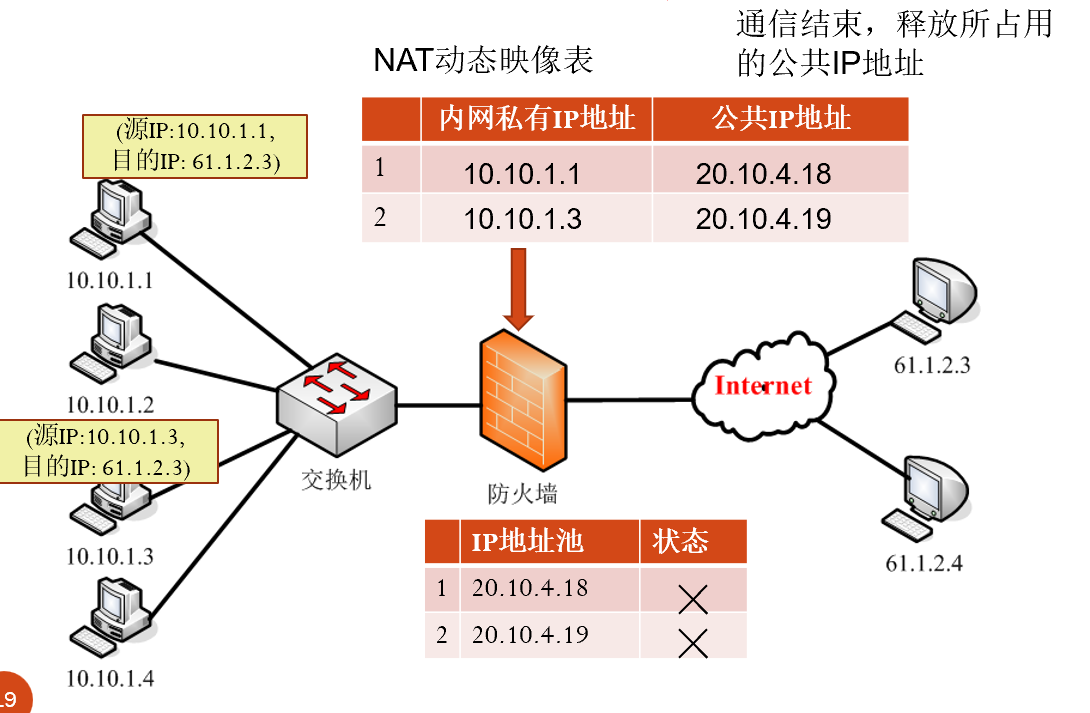 通信结束，释放所占用
的公共IP地址
NAT动态映像表
内网私有IP地址 公共IP地址
1 10.10.1.1 20.10.4.18
2 10.10.1.3 20.10.4.19
(源IP:10.10.1.1,
目的IP: 61.1.2.3)
10.10.1.1
10.10.1.2
(源IP:10.10.1.3,
目的IP: 61.1.2.3)
10.10.1.3
10.10.1.4
交换机
防火墙
Internet
61.1.2.3
61.1.2.4
IP地址池 状态
1 20.10.4.18 ×
2 20.10.4.19 ×